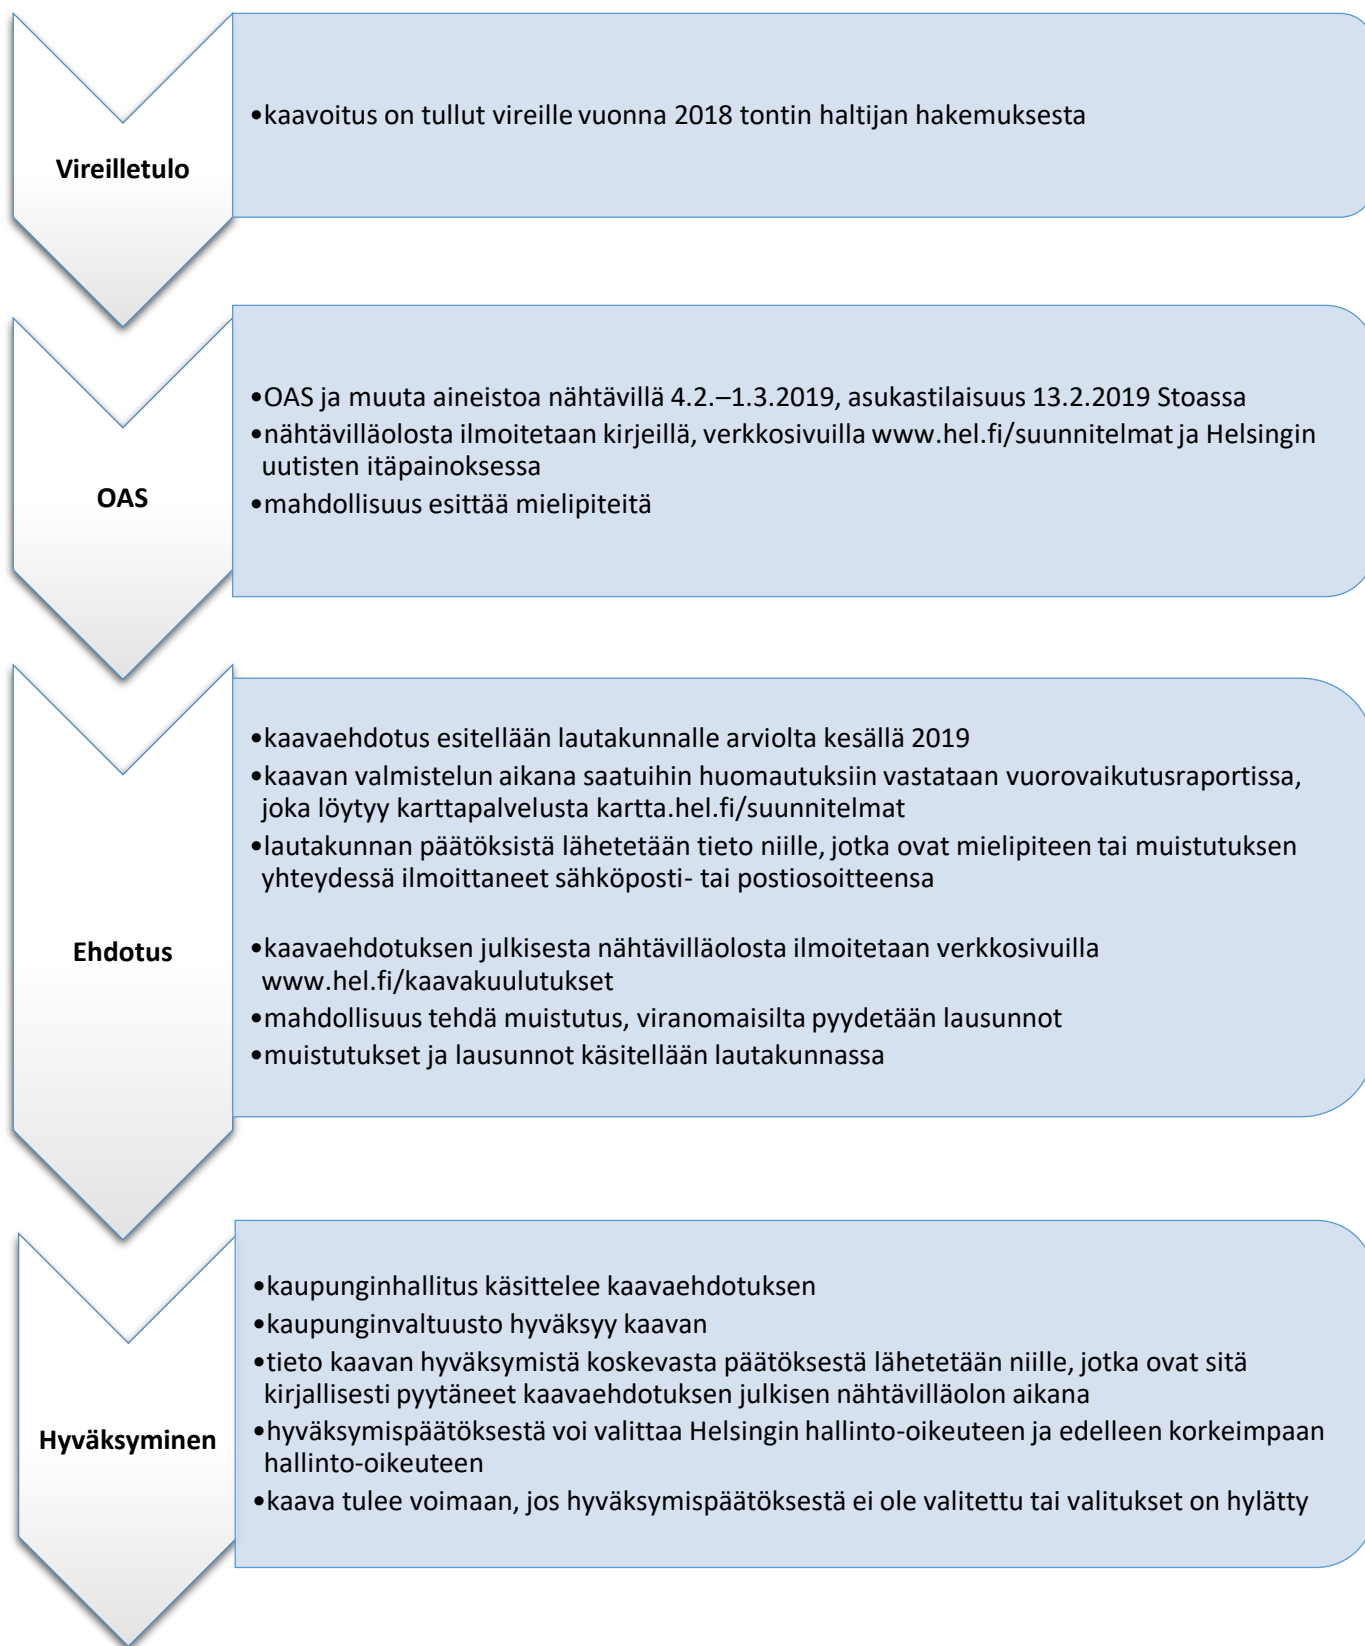 Vireilletulo
•kaavoitus on tullut vireille vuonna 2018 tontin haltijan hakemuksesta
OAS
•OAS ja muuta aineistoa nähtävillä 4.2.–1.3.2019, asukastilaisuus 13.2.2019 Stoassa
•nähtävilläolosta ilmoitetaan kirjeillä, verkkosivuilla www.hel.fi/suunnitelmat ja Helsingin
uutisten itäpainoksessa
•mahdollisuus esittää mielipiteitä
Ehdotus
•kaavaehdotus esitellään lautakunnalle arviolta kesällä 2019
•kaavan valmistelun aikana saatuihin huomautuksiin vastataan vuorovaikutusraportissa,
joka löytyy karttapalvelusta kartta.hel.fi/suunnitelmat
•lautakunnan päätöksistä lähetetään tieto niille, jotka ovat mielipiteen tai muistutuksen
yhteydessä ilmoittaneet sähköposti- tai postiosoitteensa
•kaavaehdotuksen julkisesta nähtävilläolosta ilmoitetaan verkkosivuilla
www.hel.fi/kaavakuulutukset
•mahdollisuus tehdä muistutus, viranomaisilta pyydetään lausunnot
•muistutukset ja lausunnot käsitellään lautakunnassa
Hyväksyminen
•kaupunginhallitus käsittelee kaavaehdotuksen
•kaupunginvaltuusto hyväksyy kaavan
•tieto kaavan hyväksymistä koskevasta päätöksestä lähetetään niille, jotka ovat sitä
kirjallisesti pyytäneet kaavaehdotuksen julkisen nähtävilläolon aikana
•hyväksymispäätöksestä voi valittaa Helsingin hallinto-oikeuteen ja edelleen korkeimpaan
hallinto-oikeuteen
•kaava tulee voimaan, jos hyväksymispäätöksestä ei ole valitettu tai valitukset on hylätty